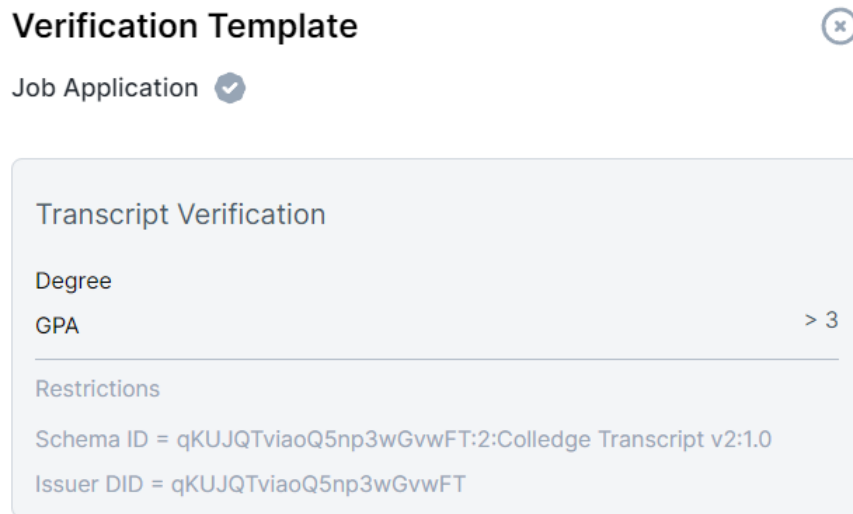 Verification Template
Job Application
Transcript Verification
Degree
GPA > 3
Restrictions
Schema ID = qKUJQTviaoQ5np3wGvwFT:2:Colledge Transcript v2:1.0
Issuer DID = qKUJQTviaoQ5np3wGvwFT